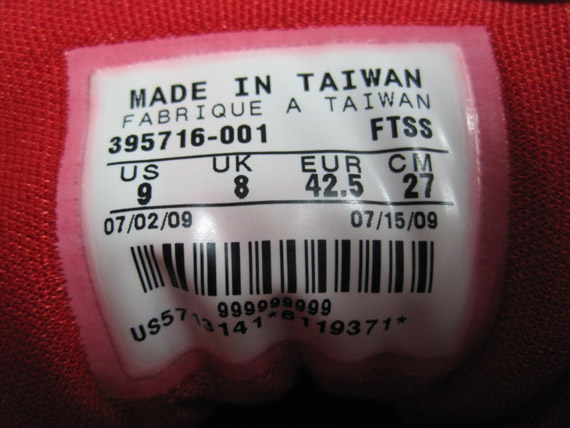 MADE IN TAIWAN
FABRIQUE A TAIWAN
395716-001 FTSS
US UK EUR CM
9 8 42.5 27
07/02/09 07/15/09
999999999
US5713141*6119371*